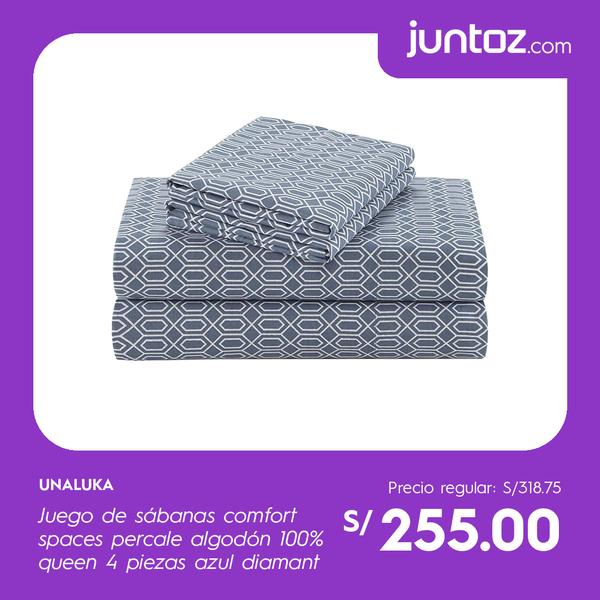 juntoz.com
UNALUKA
Juego de sábanas comfort
spaces percale algodón 100%
queen 4 piezas azul diamant
Precio regular: S/318.75
S/255.00